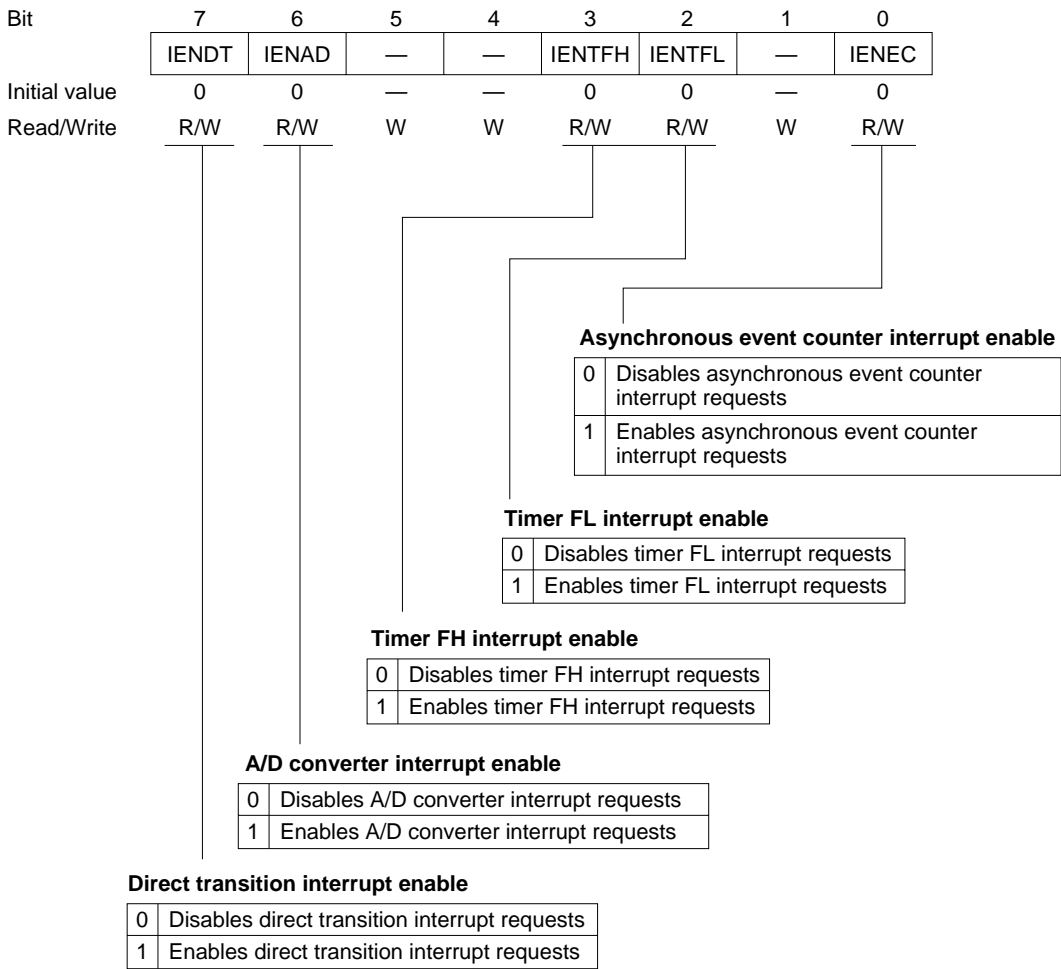 Bit 7 6 5 4 3 2 1 0
IENDT IENAD — — IENTFH IENTFL — IENEC
Initial value 0 0 — — 0 0 — 0
Read/Write R/W R/W W W R/W R/W W R/W
Asynchronous event counter interrupt enable
0 Disables asynchronous event counter
interrupt requests
1 Enables asynchronous event counter
interrupt requests
Timer FL interrupt enable
0 Disables timer FL interrupt requests
1 Enables timer FL interrupt requests
Timer FH interrupt enable
0 Disables timer FH interrupt requests
1 Enables timer FH interrupt requests
A/D converter interrupt enable
0 Disables A/D converter interrupt requests
1 Enables A/D converter interrupt requests
Direct transition interrupt enable
0 Disables direct transition interrupt requests
1 Enables direct transition interrupt requests